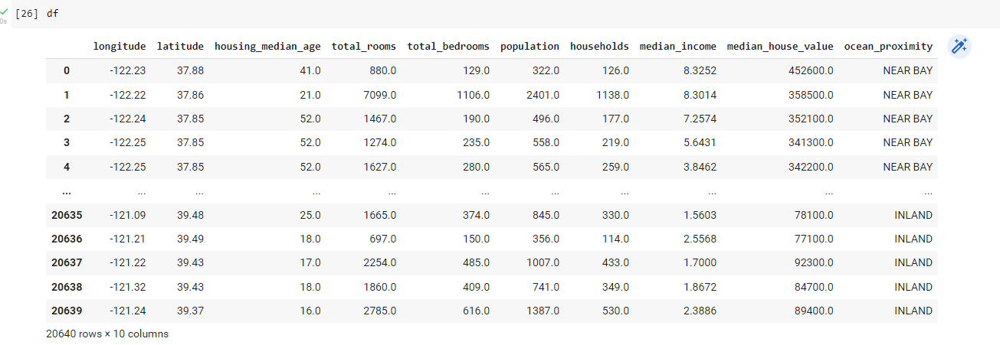 [26] df
0s
longitude latitude housing_median_age total_rooms total_bedrooms population households median_income median_house_value ocean_proximity
0 -122.23 37.88 41.0 880.0 129.0 322.0 126.0 8.3252 452600.0 NEAR BAY
1 -122.22 37.86 21.0 7099.0 1106.0 2401.0 1138.0 8.3014 358500.0 NEAR BAY
2 -122.24 37.85 52.0 1467.0 190.0 496.0 177.0 7.2574 352100.0 NEAR BAY
3 -122.25 37.85 52.0 1274.0 235.0 558.0 219.0 5.6431 341300.0 NEAR BAY
4 -122.25 37.85 52.0 1627.0 280.0 565.0 259.0 3.8462 342200.0 NEAR BAY
... ... ... ... ... ... ... ... ... ... ...
20635 -121.09 39.48 25.0 1665.0 374.0 845.0 330.0 1.5603 78100.0 INLAND
20636 -121.21 39.49 18.0 697.0 150.0 356.0 114.0 2.5568 77100.0 INLAND
20637 -121.22 39.43 17.0 2254.0 485.0 1007.0 433.0 1.7000 92300.0 INLAND
20638 -121.32 39.43 18.0 1860.0 409.0 741.0 349.0 1.8672 84700.0 INLAND
20639 -121.24 39.37 16.0 2785.0 616.0 1387.0 530.0 2.3886 89400.0 INLAND
20640 rows × 10 columns